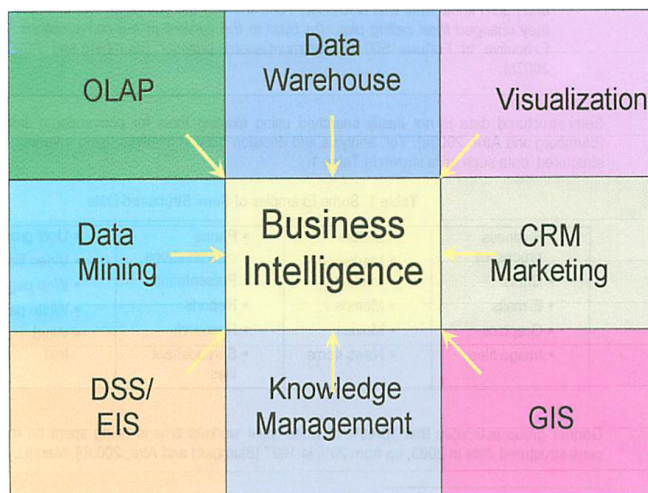 OLAP
Data
Warehouse
Visualization
Data
Mining
Business
Intelligence
CRM
Marketing
DSS/
EIS
Knowledge
Management
GIS